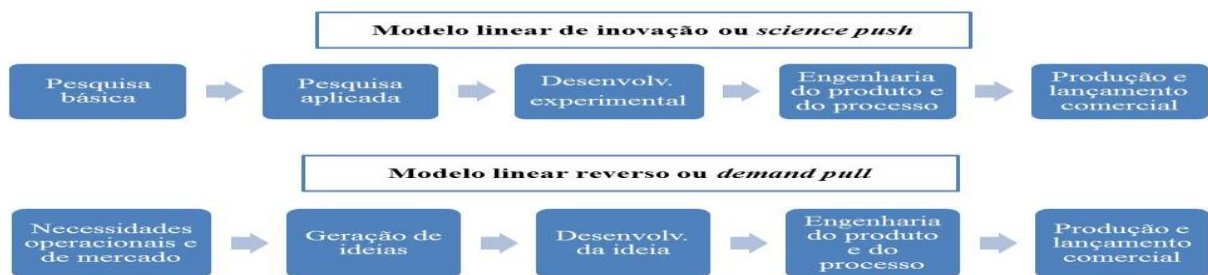 Modelo linear de inovação ou science push
Pesquisa
básica
Pesquisa
aplicada
Desenvolv.
experimental
Engenharia
do produto e
do processo
Produção e
lançamento
comercial
Modelo linear reverso ou demand pull
Necessidades
operacionais e
de mercado
Geração de
ideias
Desenvolv.
da ideia
Engenharia
do produto
e do
processo
Produção e
lançamento
comercial